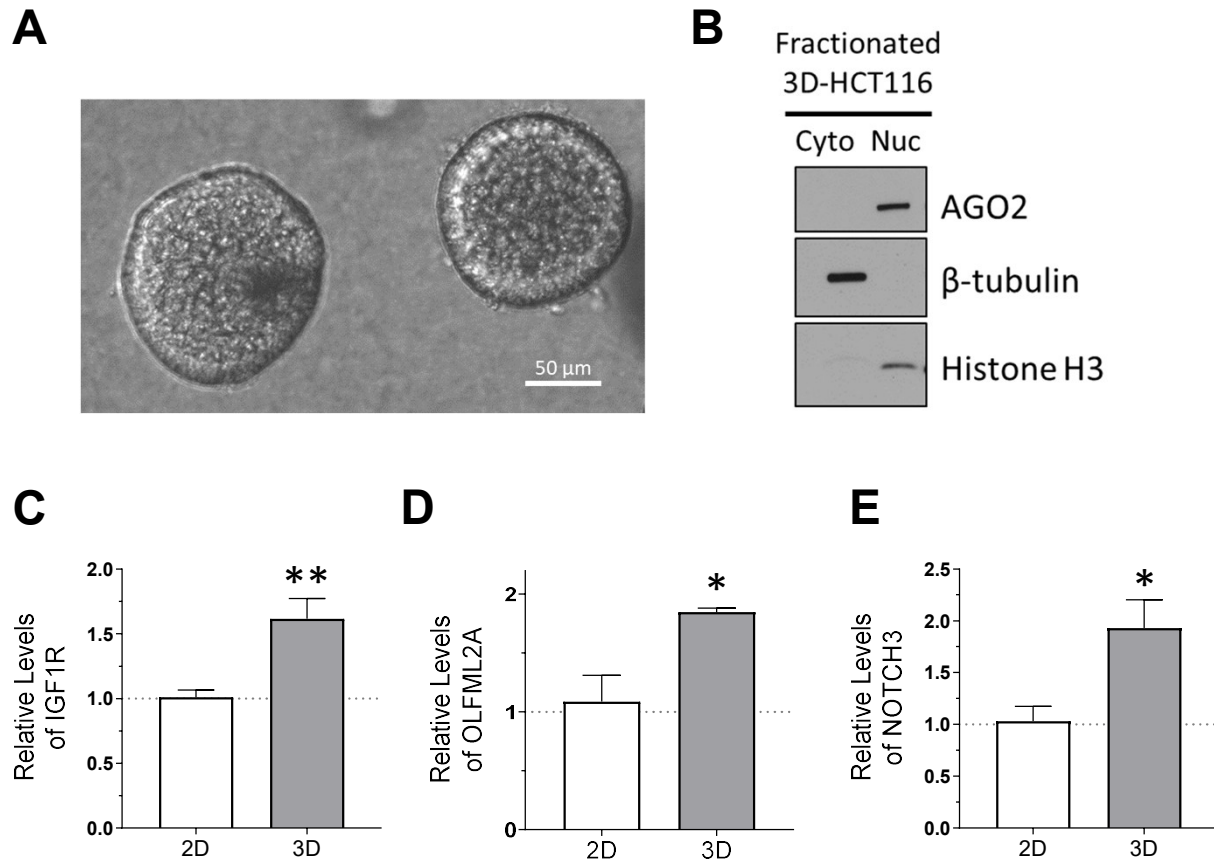 A
50 µm
B
Fractionated
3D-HCT116
Cyto Nuc
AGO2
β-tubulin
Histone H3
C
Relative Levels
of IGF1R
2.0
1.5
1.0
0.5
0.0
**
2D 3D
D
Relative Levels
of OLFML2A
2
1
0
*
2D 3D
E
Relative Levels
of NOTCH3
2.5
2.0
1.5
1.0
0.5
0.0
*
2D 3D